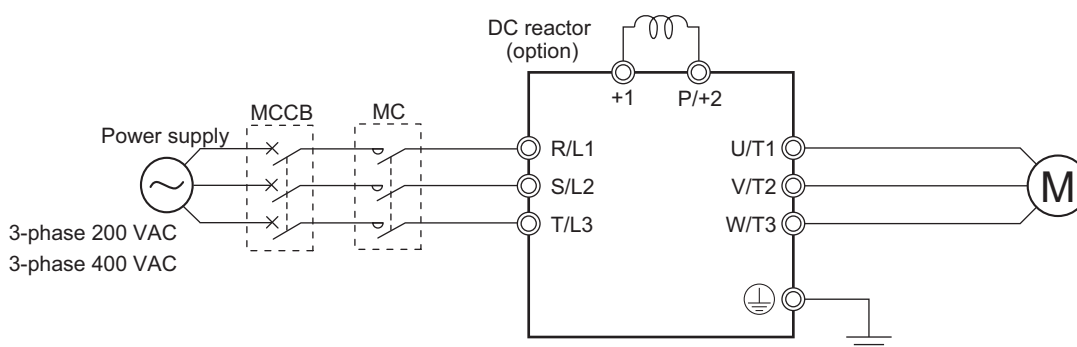 DC reactor
(option)
+1
P/+2
MCCB
MC
Power supply
R/L1
U/T1
S/L2
V/T2
M
T/L3
W/T3
3-phase 200 VAC
3-phase 400 VAC